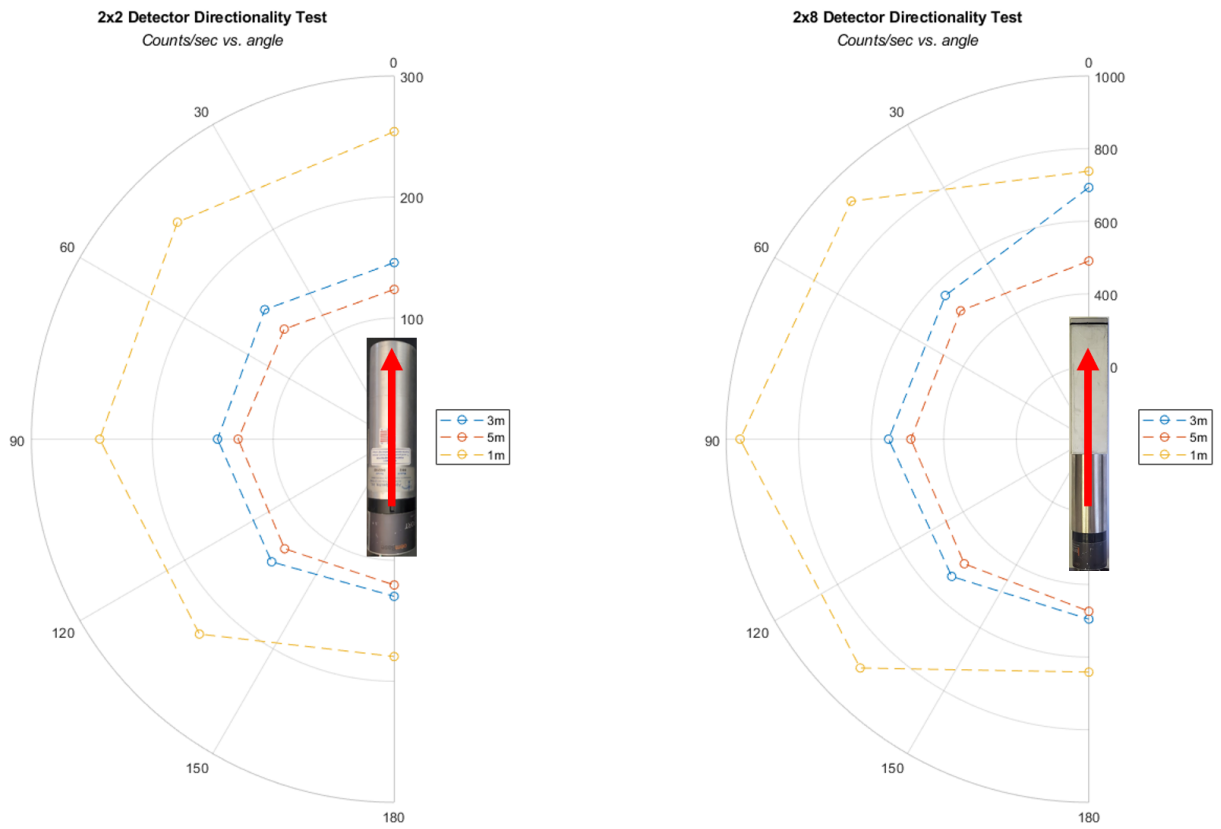 2x2 Detector Directionality Test
Counts/sec vs. angle
0
300
30
200
60
100
90
120
150
180
3m
5m
1m
2x8 Detector Directionality Test
Counts/sec vs. angle
0
1000
30
800
60
600
400
0
90
120
150
180
3m
5m
1m